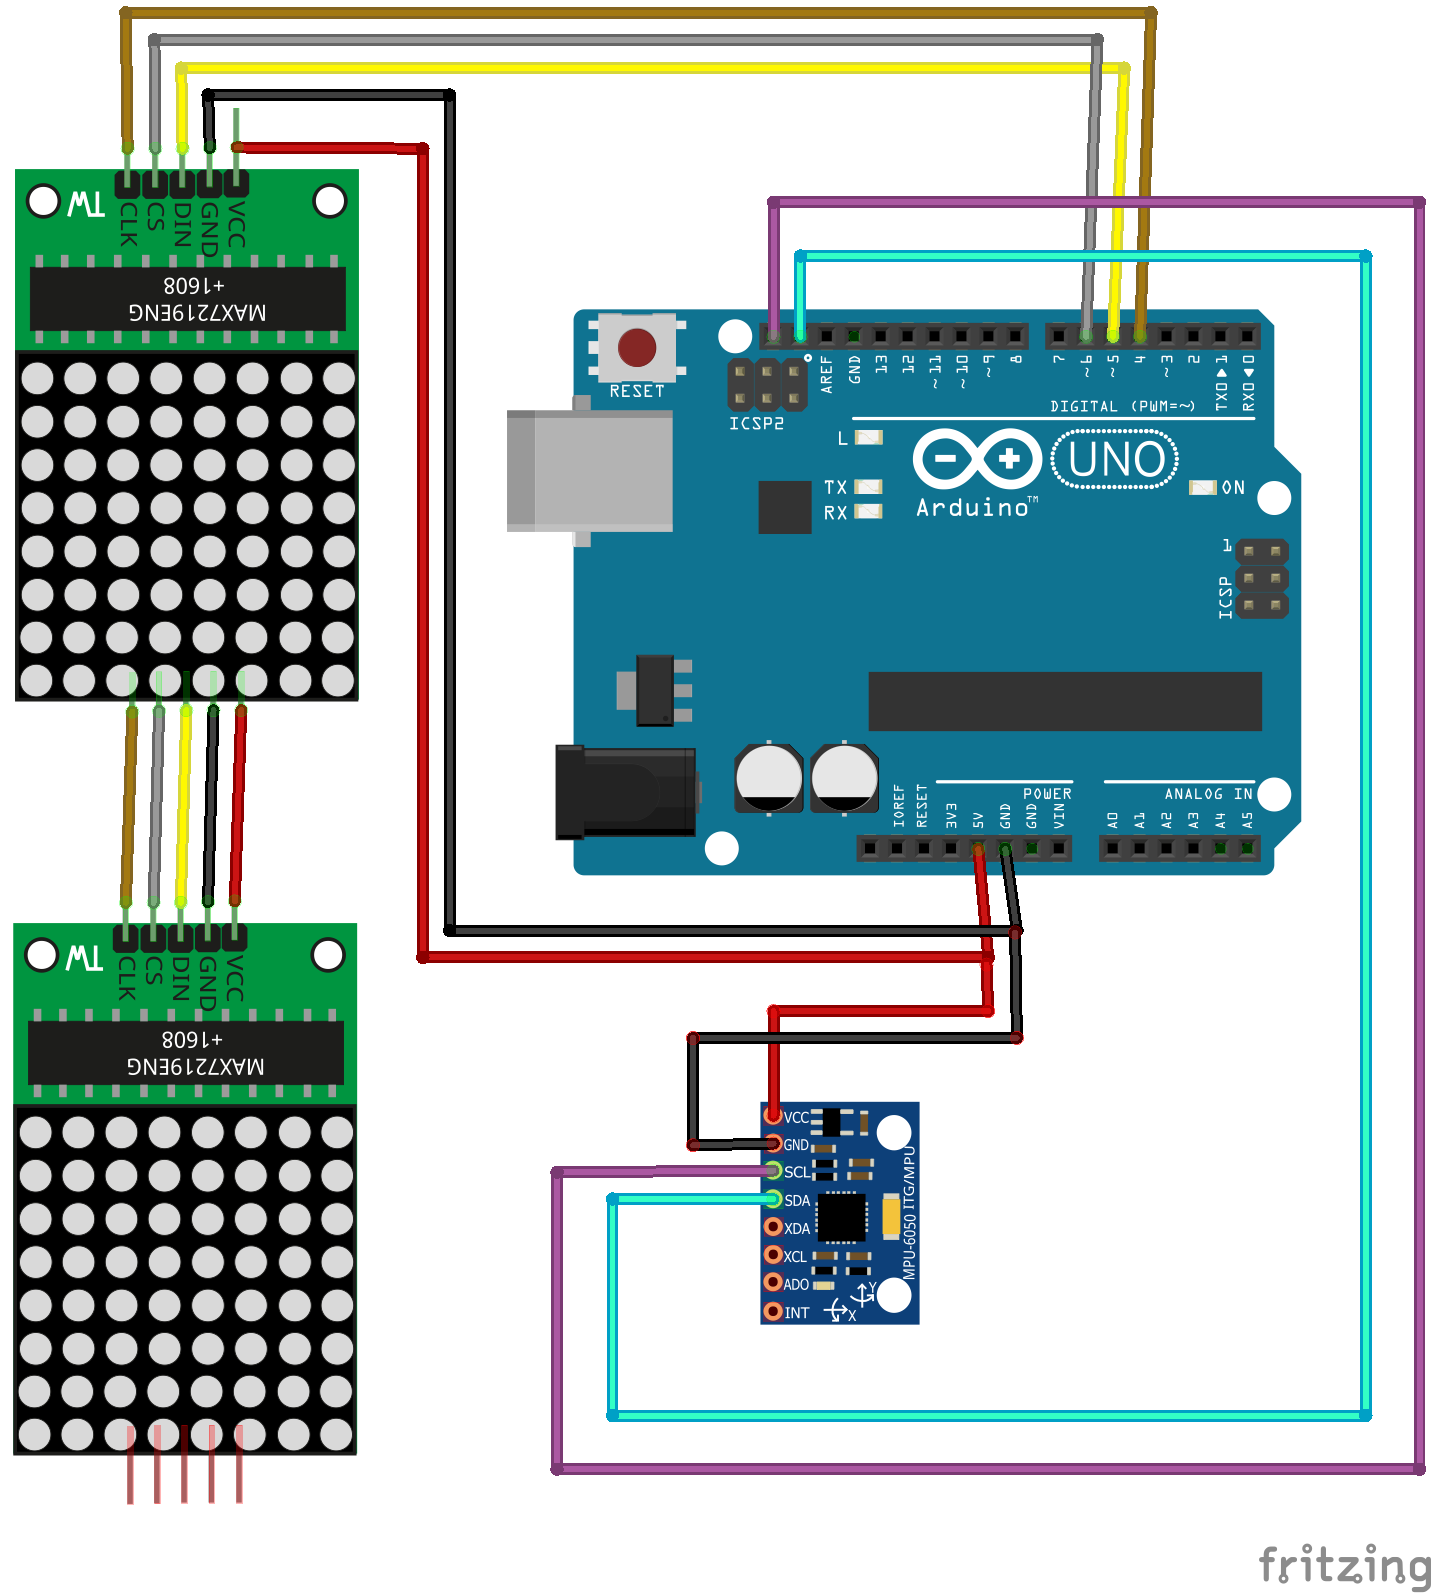 TW
CLK
CS
DIN
GND
VCC
+1608
MAX7219ENG
RESET
ICSP2
AREF
GND
13
12
~11
~10
~9
8
7
~6
~5
4
~3
2
TX0▶1
RX0◀0
DIGITAL (PWM=~)
L
TX
RX
Arduino™
UNO
ON
1
ICSP
IOREF
RESET
3V3
5V
GND
GND
VIN
POWER
ANALOG IN
A0
A1
A2
A3
A4
A5
TW
CLK
CS
DIN
GND
VCC
+1608
MAX7219ENG
VCC
GND
SCL
SDA
XDA
XCL
ADO
INT
MPU-6050 ITG/MPU
Y
X
fritzing